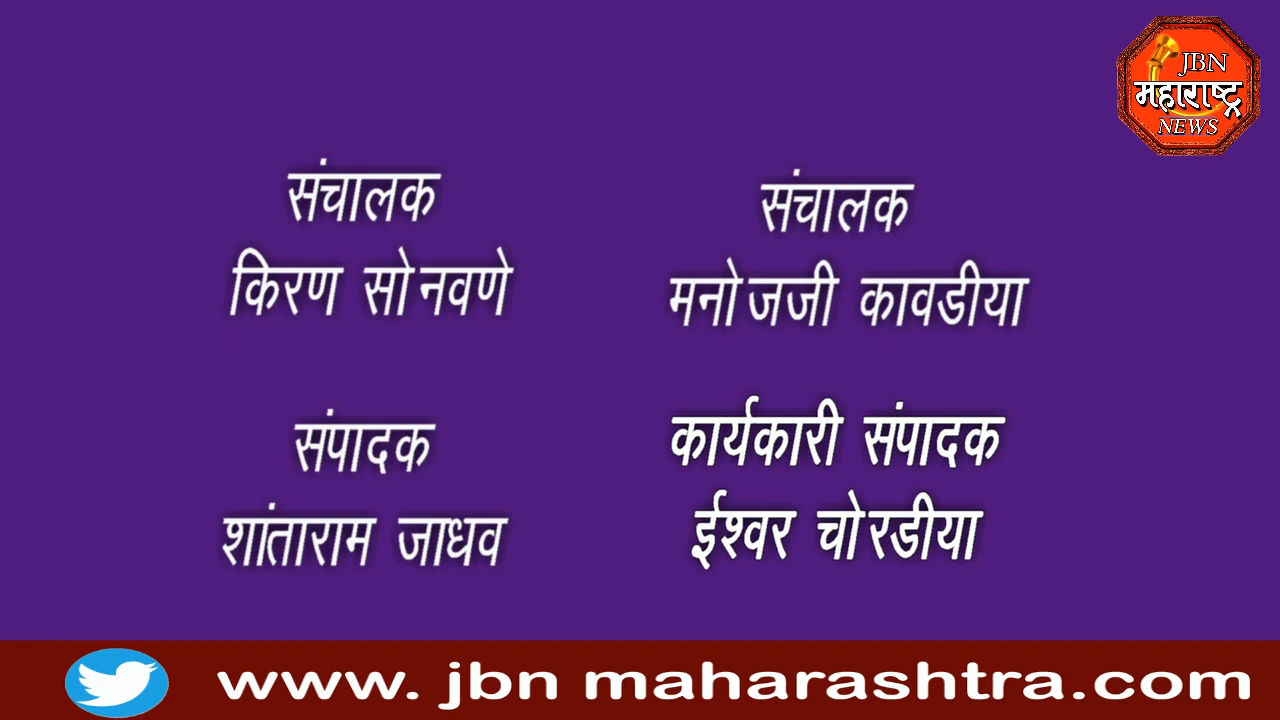 JBN
महाराष्ट्र
NEWS
संचालक
किरण सोनवणे
संचालक
मनोजजी कावडीया
संपादक
शांताराम जाधव
कार्यकारी संपादक
ईश्वर चोरडीया
www. jbn maharashtra.com